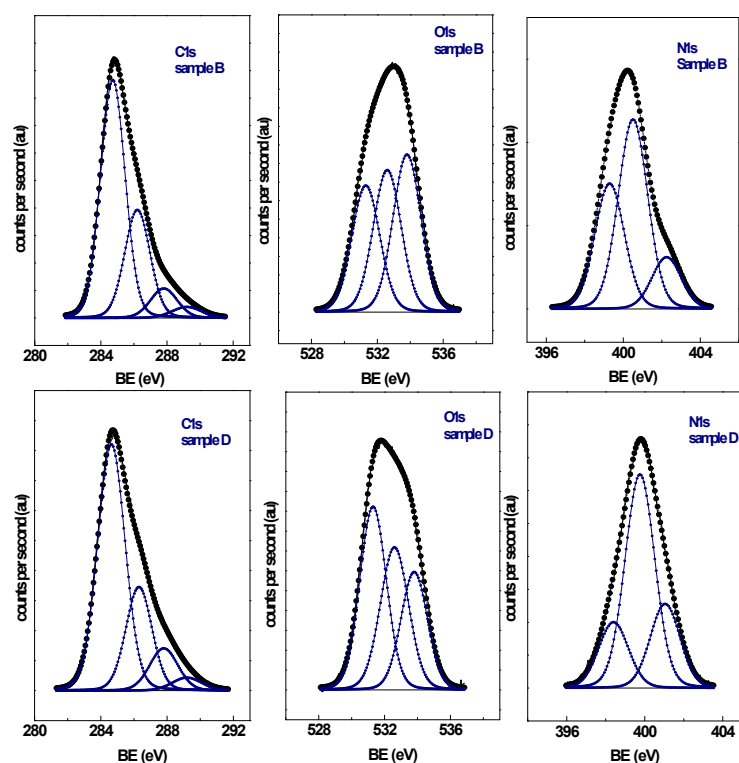 C1s
sample B
counts per second (au)
280 284 288 292
BE (eV)
O1s
sample B
counts per second (au)
528 532 536
BE (eV)
N1s
Sample B
counts per second (au)
396 400 404
BE (eV)
C1s
sample D
counts per second (au)
280 284 288 292
BE (eV)
O1s
sample D
counts per second (au)
528 532 536
BE (eV)
N1s
sample D
counts per second (au)
396 400 404
BE (eV)